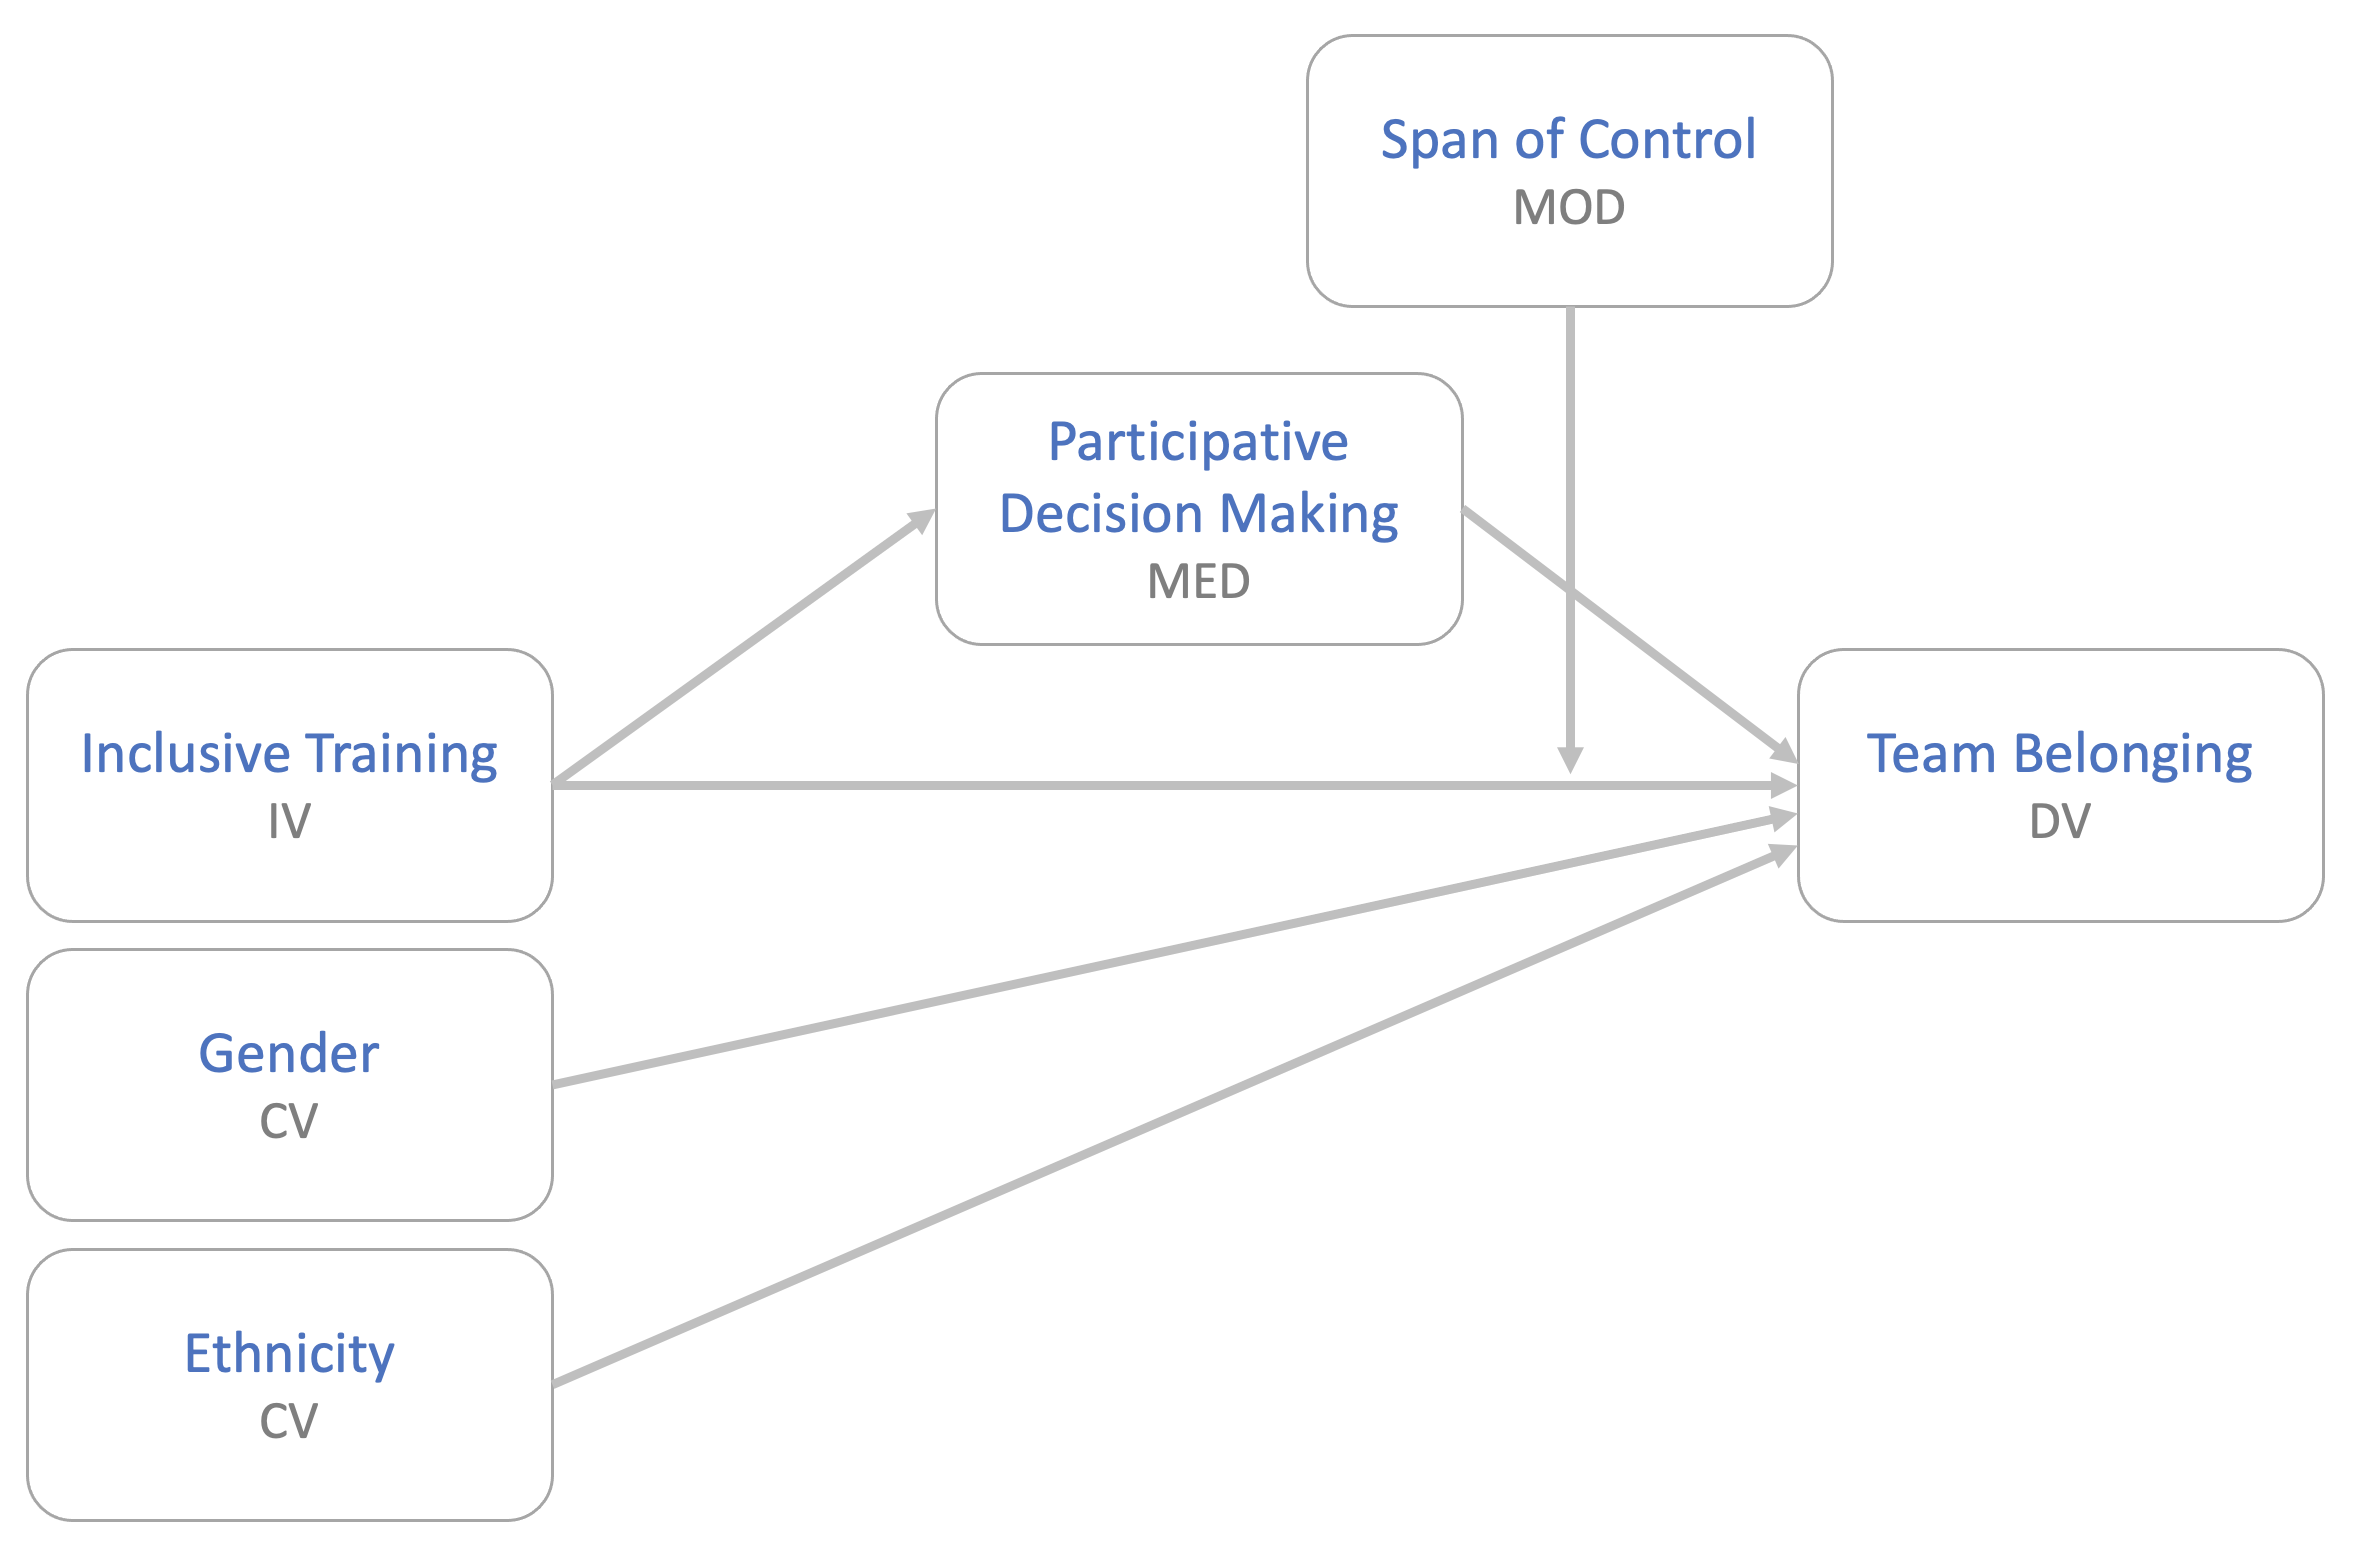 Span of Control
MOD
Participative
Decision Making
MED
Inclusive Training
IV
Team Belonging
DV
Gender
CV
Ethnicity
CV